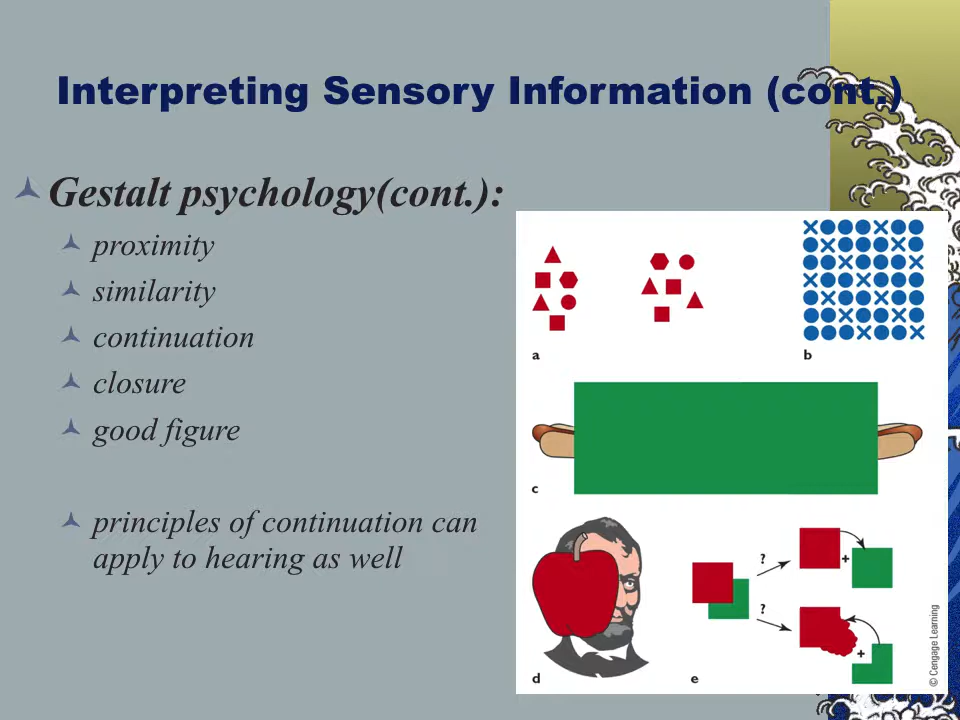 Interpreting Sensory Information (cont.)
Gestalt psychology(cont.):
proximity
similarity
continuation
closure
good figure
principles of continuation can
apply to hearing as well
a
b
c
d
e
?
+
?
+
© Cengage Learning